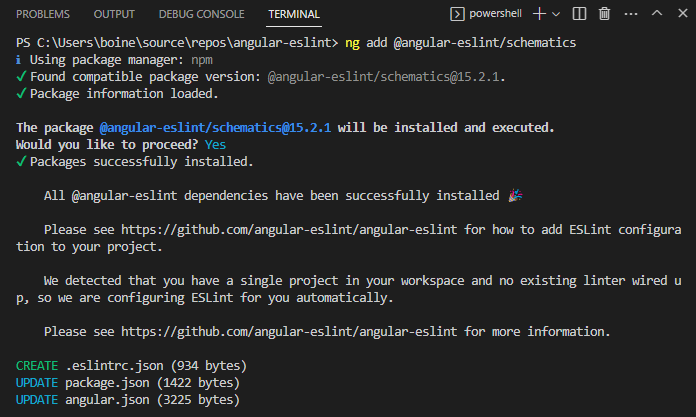 PROBLEMS OUTPUT DEBUG CONSOLE TERMINAL powershell
PS C:\Users\boine\source\repos\angular-eslint> ng add @angular-eslint/schematics
i Using package manager: npm
✓ Found compatible package version: @angular-eslint/schematics@15.2.1.
✓ Package information loaded.
The package @angular-eslint/schematics@15.2.1 will be installed and executed.
Would you like to proceed? Yes
✓ Packages successfully installed.
All @angular-eslint dependencies have been successfully installed 🎉
Please see https://github.com/angular-eslint/angular-eslint for how to add ESLint configura
tion to your project.
We detected that you have a single project in your workspace and no existing linter wired u
p, so we are configuring ESLint for you automatically.
Please see https://github.com/angular-eslint/angular-eslint for more information.
CREATE .eslintrc.json (934 bytes)
UPDATE package.json (1422 bytes)
UPDATE angular.json (3225 bytes)